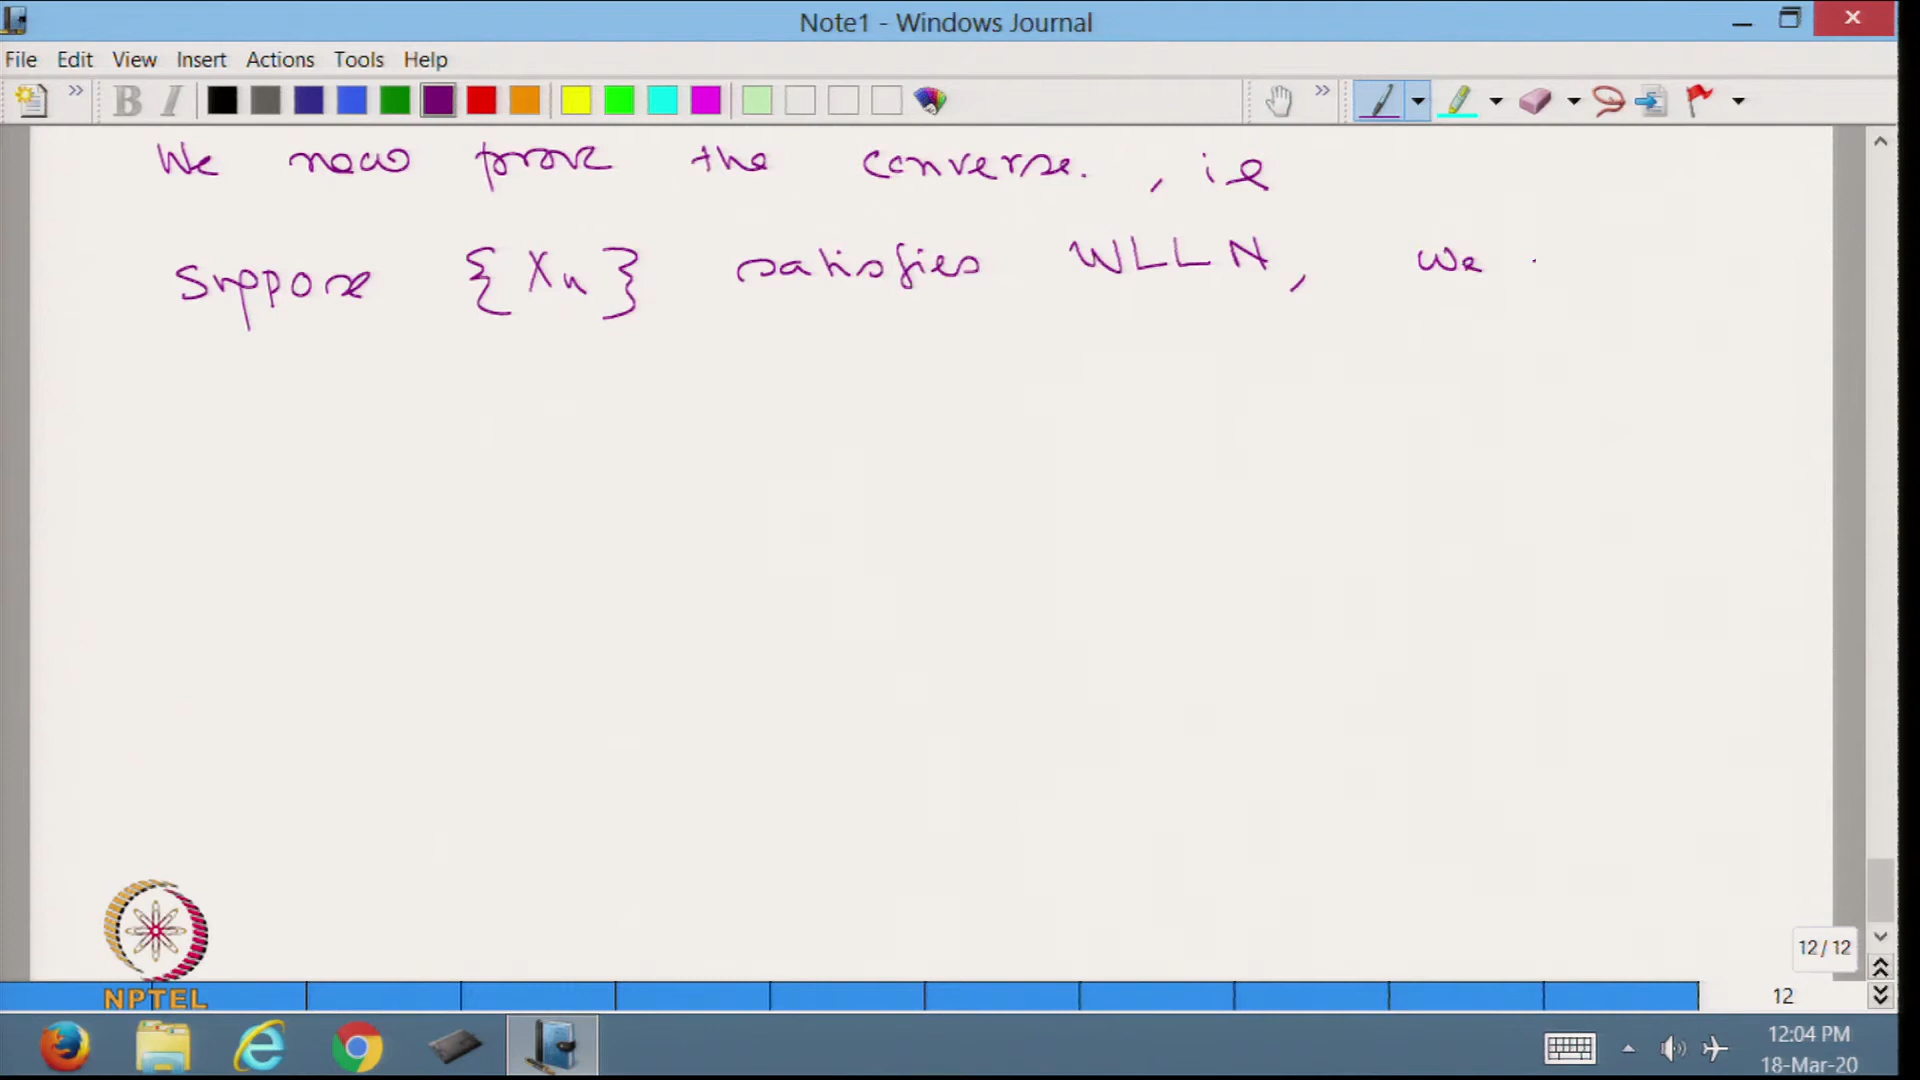 Note1 - Windows Journal
File Edit View Insert Actions Tools Help
B I
We now prove the converse. , ie
Suppose { Xn } satisfies WLLN, we
12 / 12
NPTEL
12
12:04 PM
18-Mar-20